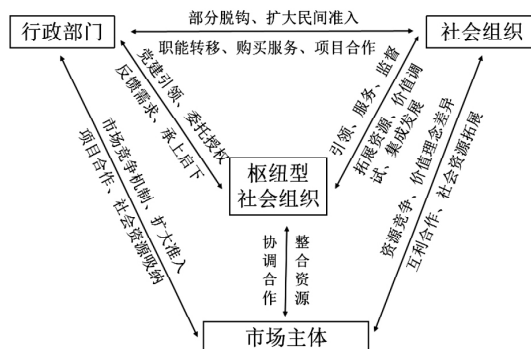 部分脱钩、扩大民间准入
行政部门
社会组织
职能转移、购买服务、项目合作
党建引领、委托授权
反馈需求、承上启下
引领、服务、监督
拓展资源、价值调
试、集成发展
市场竞争机制、扩大准入
项目合作、社会资源吸纳
枢纽型
社会组织
资源竞争、价值理念差异
互利合作、社会资源拓展
协调合作
整合资源
市场主体